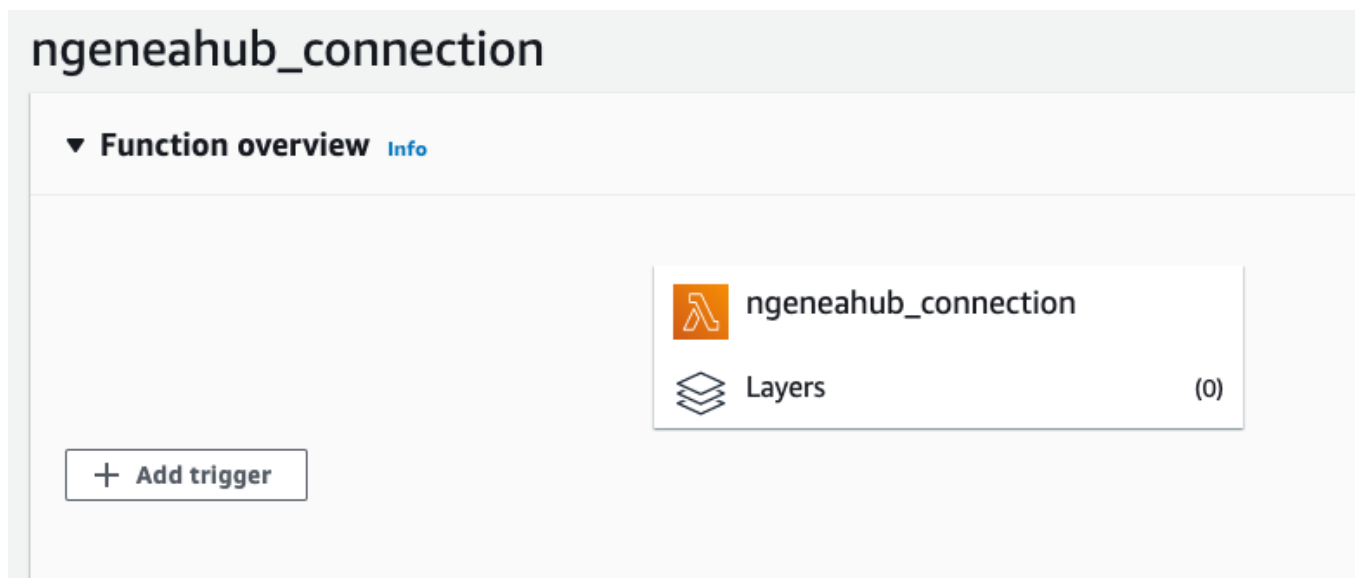 ngeneahub_connection
Function overview Info
ngeneahub_connection
Layers (0)
+ Add trigger